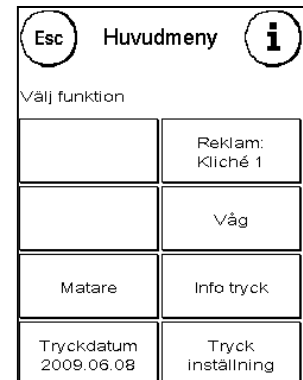 Esc Huvudmeny i
Välj funktion
Reklam:
Kliché 1
Våg
Matare Info tryck
Tryckdatum Tryck
2009.06.08 inställning